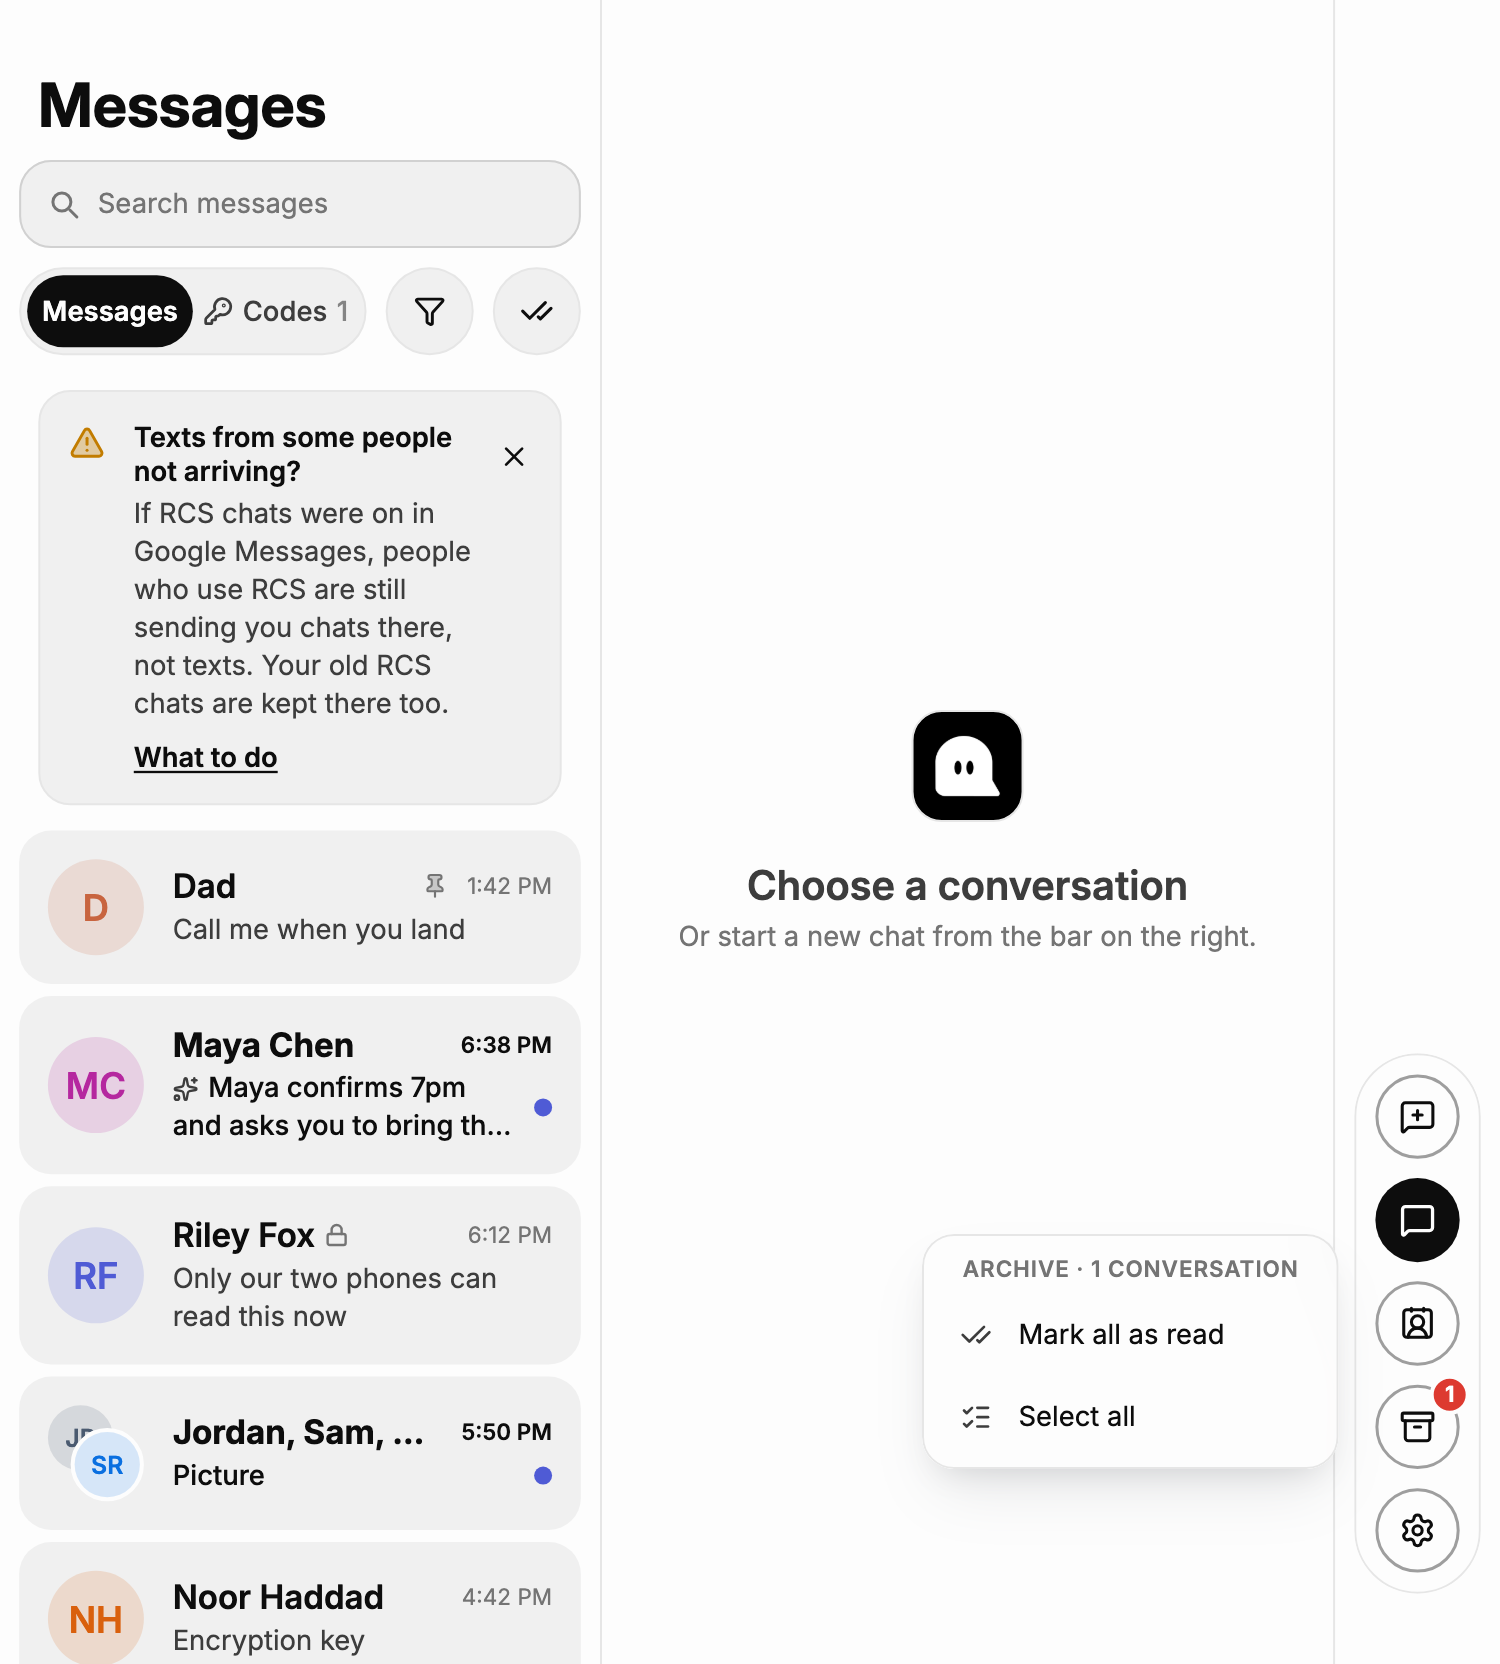 Messages
Search messages
Messages
Codes 1
Texts from some people
not arriving?
If RCS chats were on in
Google Messages, people
who use RCS are still
sending you chats there,
not texts. Your old RCS
chats are kept there too.
What to do
D
Dad
1:42 PM
Call me when you land
MC
Maya Chen
6:38 PM
Maya confirms 7pm
and asks you to bring th...
RF
Riley Fox
6:12 PM
Only our two phones can
read this now
SR
Jordan, Sam, ...
5:50 PM
Picture
NH
Noor Haddad
4:42 PM
Encryption key
Choose a conversation
Or start a new chat from the bar on the right.
ARCHIVE · 1 CONVERSATION
Mark all as read
Select all
1